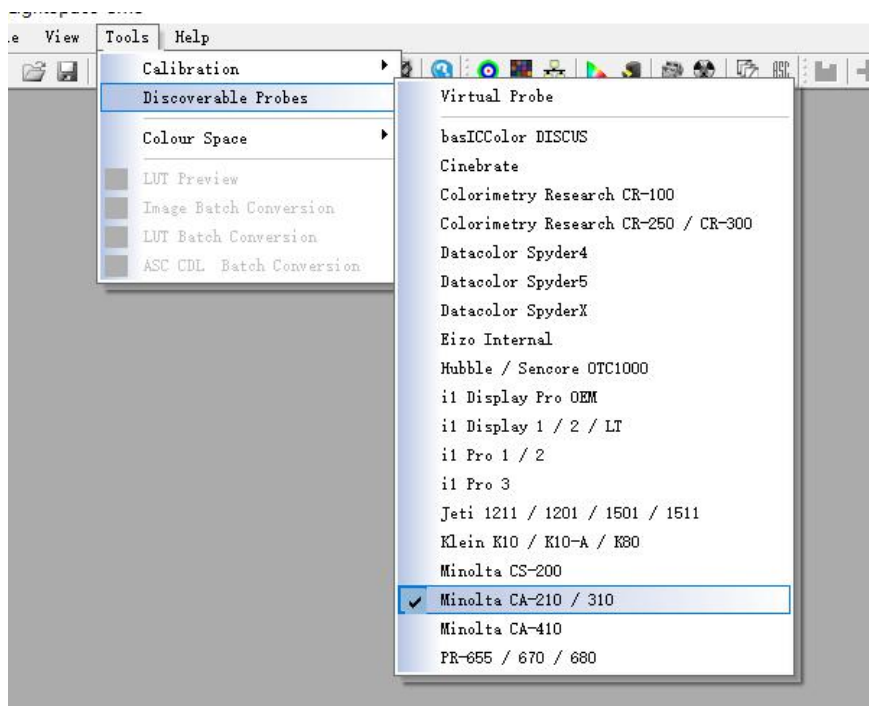 View Tools Help
Calibration
Discoverable Probes
Colour Space
LUT Preview
Image Batch Conversion
LUT Batch Conversion
ASC CDL Batch Conversion
Virtual Probe
basICColor DISCUS
Cinebrate
Colorimetry Research CR-100
Colorimetry Research CR-250 / CR-300
Datacolor Spyder4
Datacolor Spyder5
Datacolor SpyderX
Eizo Internal
Hubble / Sencore OTC1000
i1 Display Pro OEM
i1 Display 1 / 2 / LT
i1 Pro 1 / 2
i1 Pro 3
Jeti 1211 / 1201 / 1501 / 1511
Klein K10 / K10-A / K80
Minolta CS-200
Minolta CA-210 / 310
Minolta CA-410
PR-655 / 670 / 680